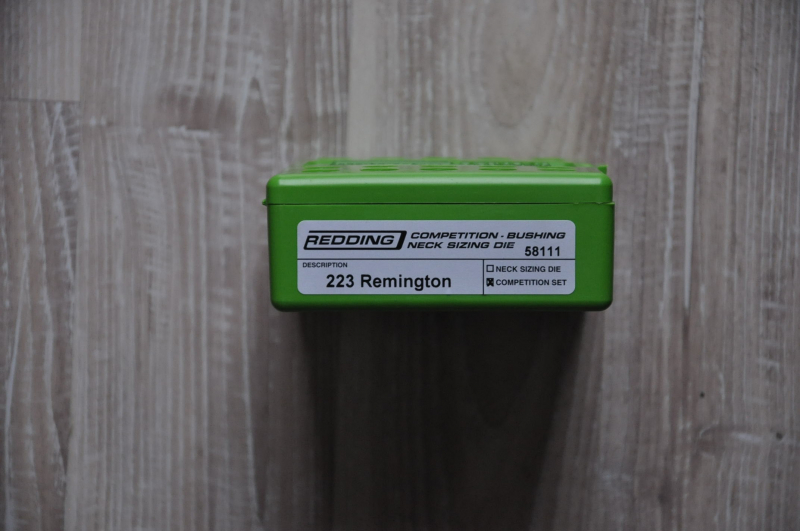 REDDING
COMPETITION - BUSHING
NECK SIZING DIE
58111
DESCRIPTION
223 Remington
NECK SIZING DIE
COMPETITION SET